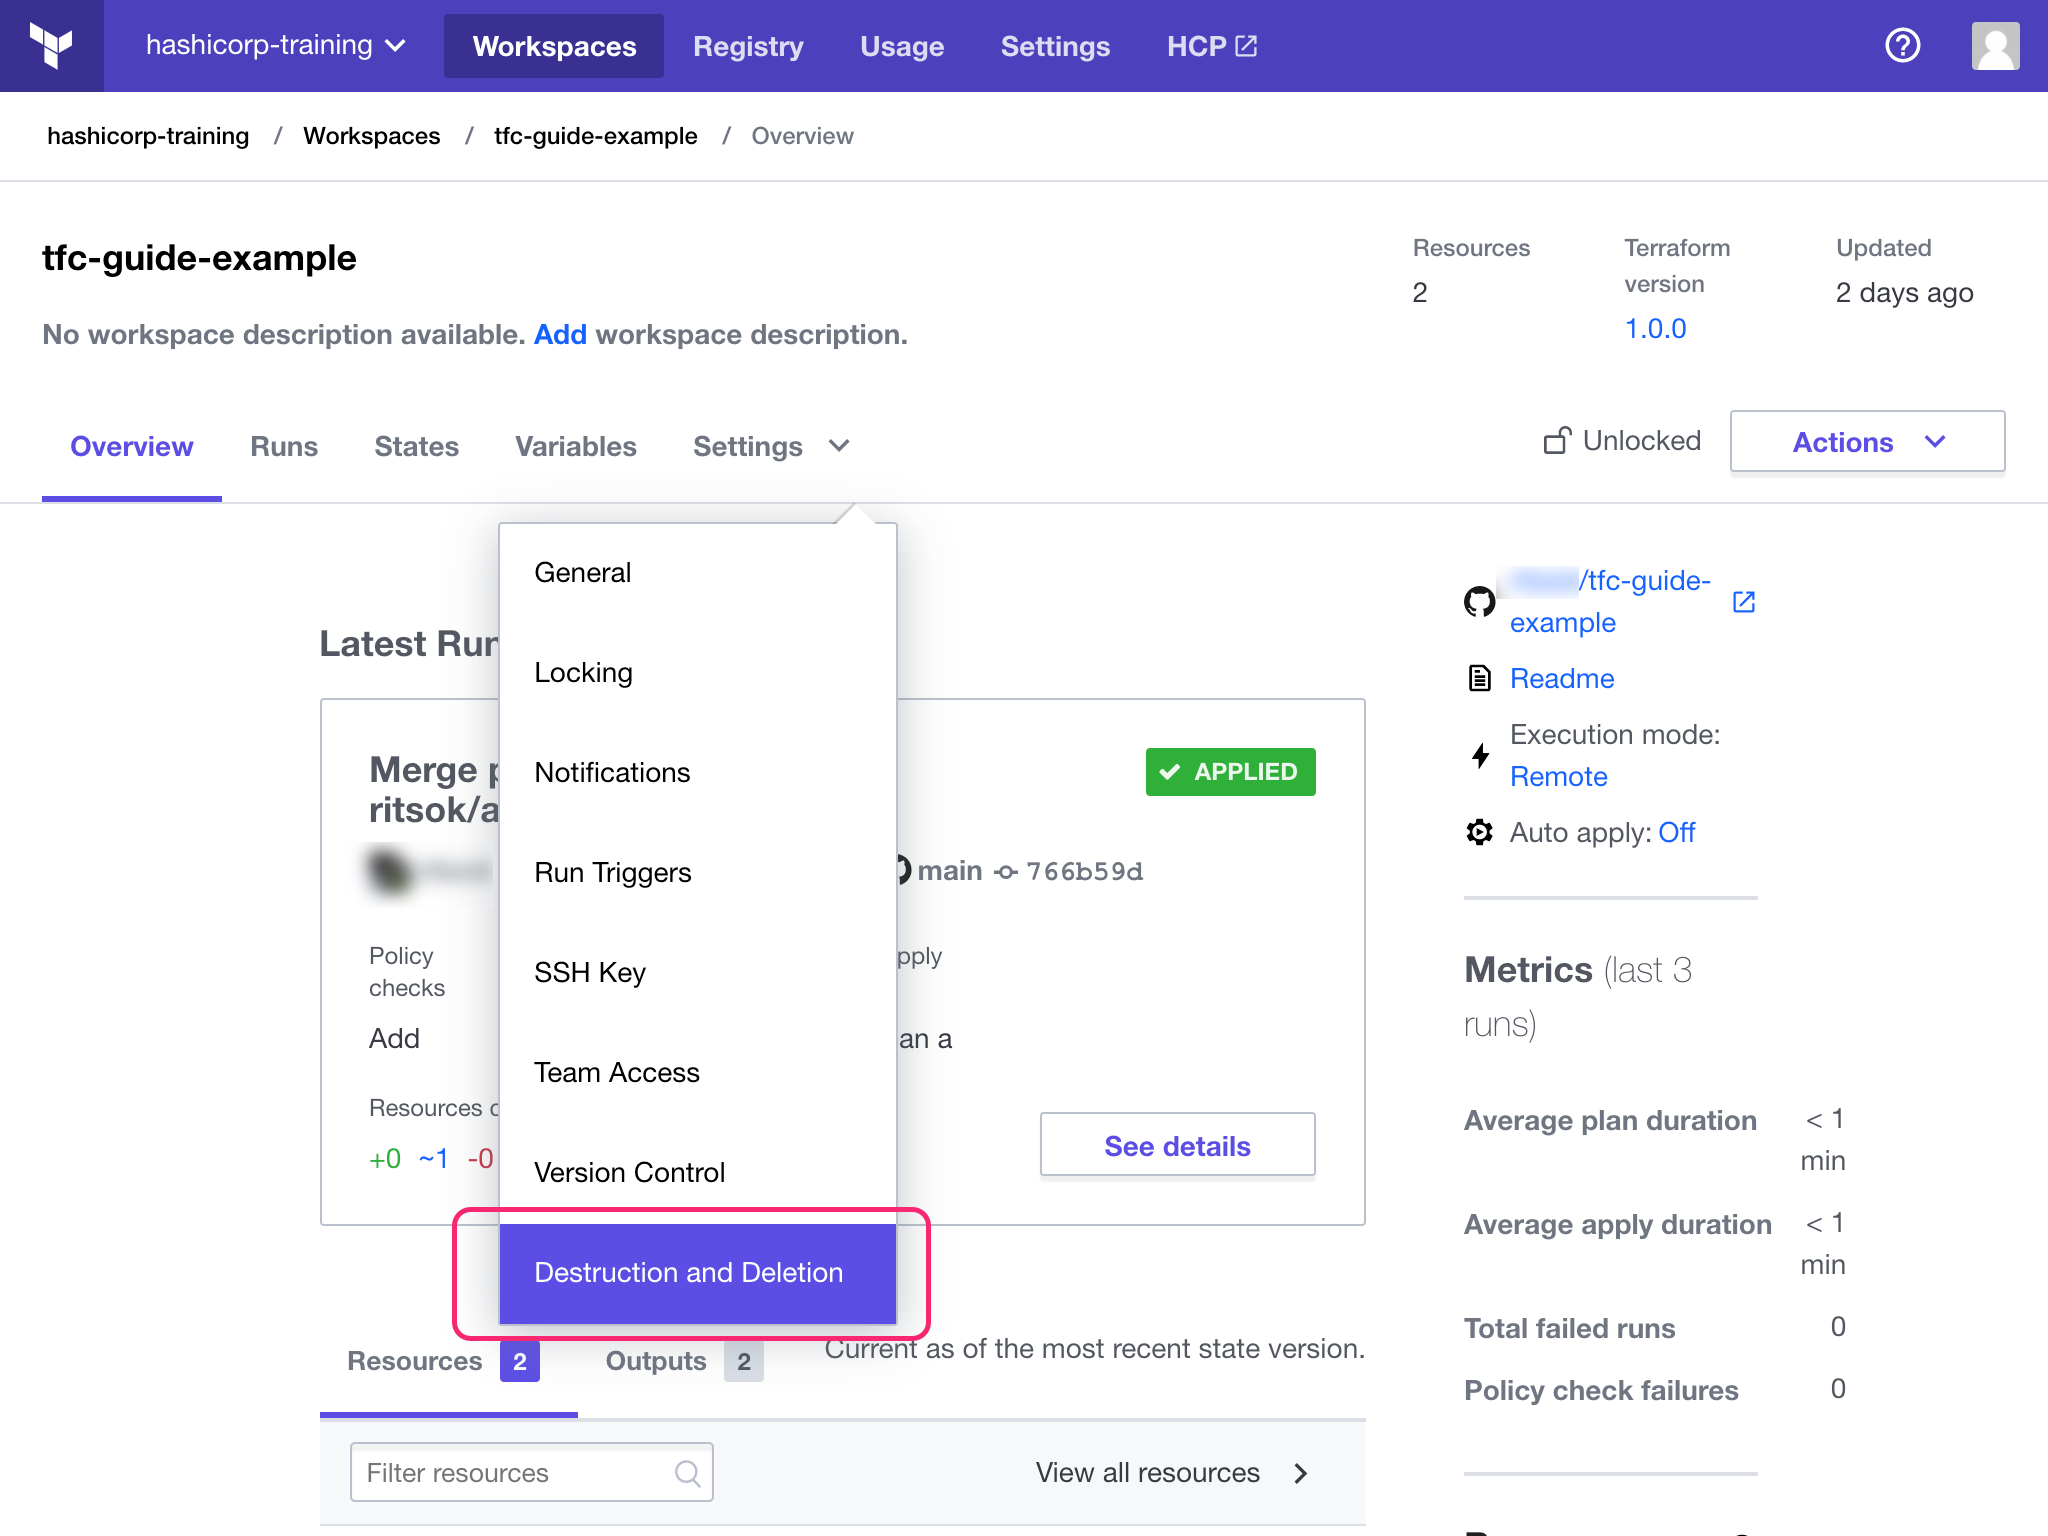 hashicorp-training
Workspaces
Registry
Usage
Settings
HCP
hashicorp-training / Workspaces / tfc-guide-example / Overview
tfc-guide-example
No workspace description available. Add workspace description.
Resources
2
Terraform
version
1.0.0
Updated
2 days ago
Overview
Runs
States
Variables
Settings
Unlocked
Actions
General
Locking
Notifications
Run Triggers
SSH Key
Team Access
Version Control
Destruction and Deletion
Latest Run
Merge p
ritsok/a
APPLIED
main 766b59d
Policy
checks
Add
pply
an a
Resources c
+0 ~1 -0
See details
Resources 2
Outputs 2
Current as of the most recent state version.
Filter resources
View all resources
/tfc-guide-
example
Readme
Execution mode:
Remote
Auto apply: Off
Metrics (last 3
runs)
Average plan duration < 1
min
Average apply duration < 1
min
Total failed runs 0
Policy check failures 0